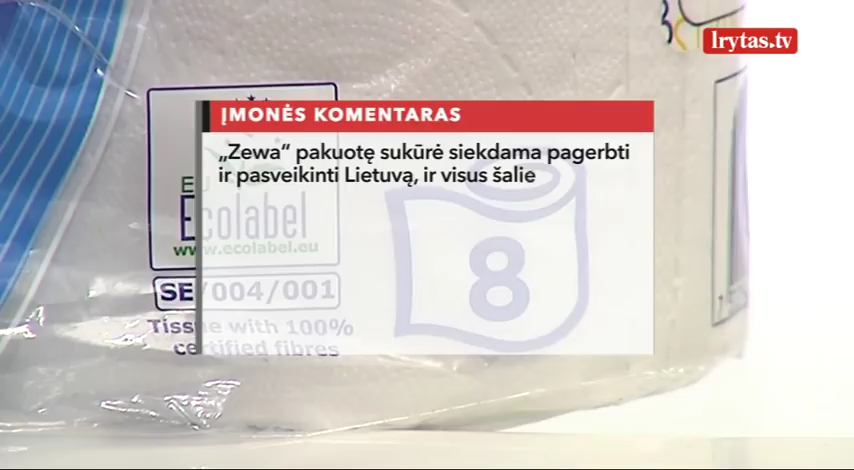 lrytas.tv
ĮMONĖS KOMENTARAS
„Zewa“ pakuotę sukūrė siekdama pagerbti
ir pasveikinti Lietuvą, ir visus šalie
Ecolabel
www.ecolabel.eu
SE/004/001
Tissue with 100%
certified fibres
8